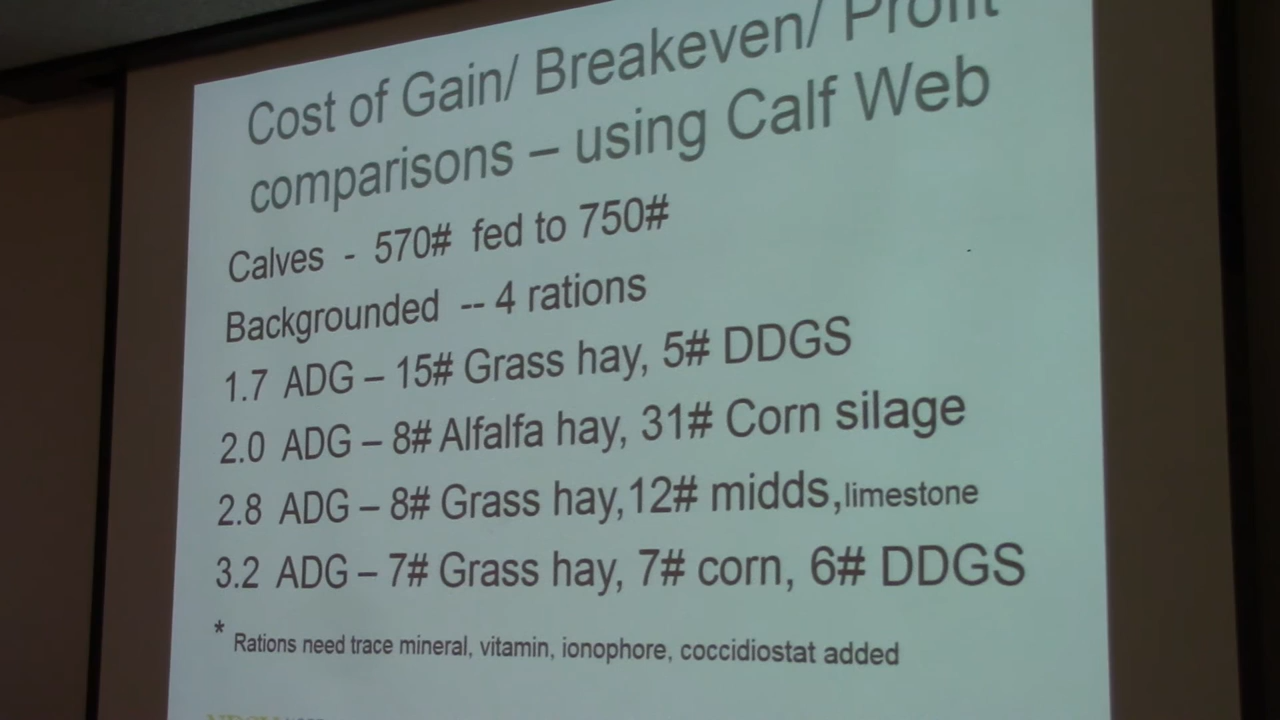 Cost of Gain/ Breakeven/ Profit
comparisons – using Calf Web
Calves - 570# fed to 750#
Backgrounded -- 4 rations
1.7 ADG – 15# Grass hay, 5# DDGS
2.0 ADG – 8# Alfalfa hay, 31# Corn silage
2.8 ADG – 8# Grass hay,12# midds,limestone
3.2 ADG – 7# Grass hay, 7# corn, 6# DDGS
* Rations need trace mineral, vitamin, ionophore, coccidiostat added